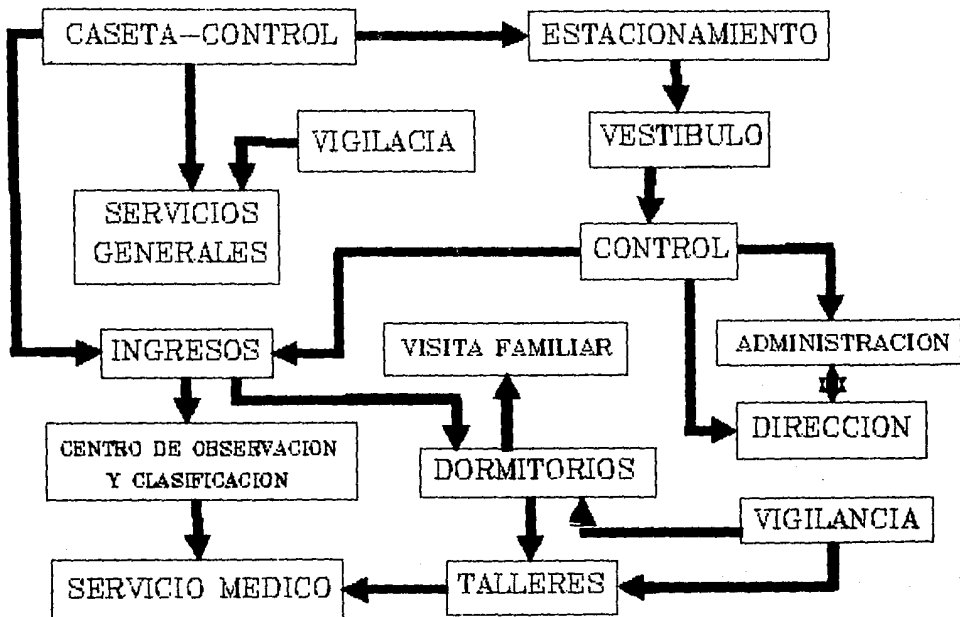 CASETA-CONTROL
ESTACIONAMIENTO
VIGILACIA
VESTIBULO
SERVICIOS
GENERALES
CONTROL
INGRESOS
VISITA FAMILIAR
ADMINISTRACION
CENTRO DE OBSERVACION
Y CLASIFICACION
DORMITORIOS
DIRECCION
VIGILANCIA
SERVICIO MEDICO
TALLERES